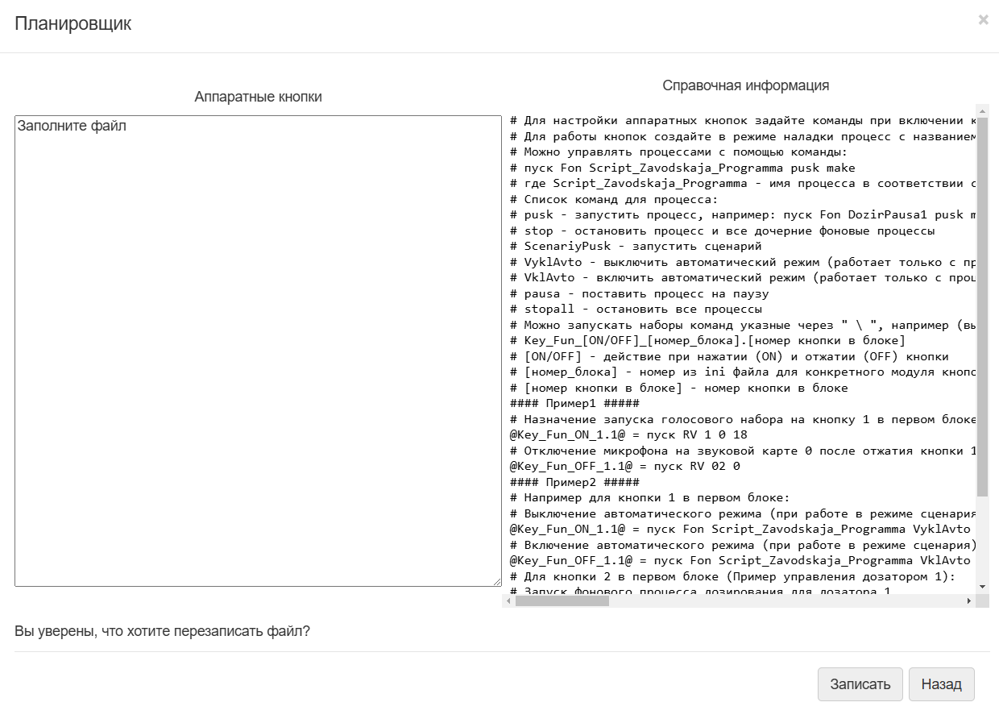 Планировщик
×
Аппаратные кнопки
Справочная информация
Заполните файл
# Для настройки аппаратных кнопок задайте команды при включении к
# Для работы кнопок создайте в режиме наладки процесс с названием
# Можно управлять процессами с помощью команды:
# пуск Fon Script_Zavodskaja_Programma pusk make
# где Script_Zavodskaja_Programma - имя процесса в соответствии с
# Список команд для процесса:
# pusk - запустить процесс, например: пуск Fon DozirPausa1 pusk m
# stop - остановить процесс и все дочерние фоновые процессы
# ScenariyPusk - запустить сценарий
# VyklAvto - выключить автоматический режим (работает только с пр
# VklAvto - включить автоматический режим (работает только с проц
# pausa - поставить процесс на паузу
# stopall - остановить все процессы
# Можно запускать наборы команд указные через " \ ", например (вы
# Key_Fun_[ON/OFF]_[номер_блока].[номер кнопки в блоке]
# [ON/OFF] - действие при нажатии (ON) и отжатии (OFF) кнопки
# [номер_блока] - номер из ini файла для конкретного модуля кнопо
# [номер кнопки в блоке] - номер кнопки в блоке
#### Пример1 #####
# Назначение запуска голосового набора на кнопку 1 в первом блоке
@Key_Fun_ON_1.1@ = пуск RV 1 0 18
# Отключение микрофона на звуковой карте 0 после отжатия кнопки 1
@Key_Fun_OFF_1.1@ = пуск RV 02 0
#### Пример2 #####
# Например для кнопки 1 в первом блоке:
# Выключение автоматического режима (при работе в режиме сценария
@Key_Fun_ON_1.1@ = пуск Fon Script_Zavodskaja_Programma VyklAvto
# Включение автоматического режима (при работе в режиме сценария)
@Key_Fun_OFF_1.1@ = пуск Fon Script_Zavodskaja_Programma VklAvto
# Для кнопки 2 в первом блоке (Пример управления дозатором 1):
# Запуск фонового процесса дозирования для дозатора 1
Вы уверены, что хотите перезаписать файл?
Записать
Назад